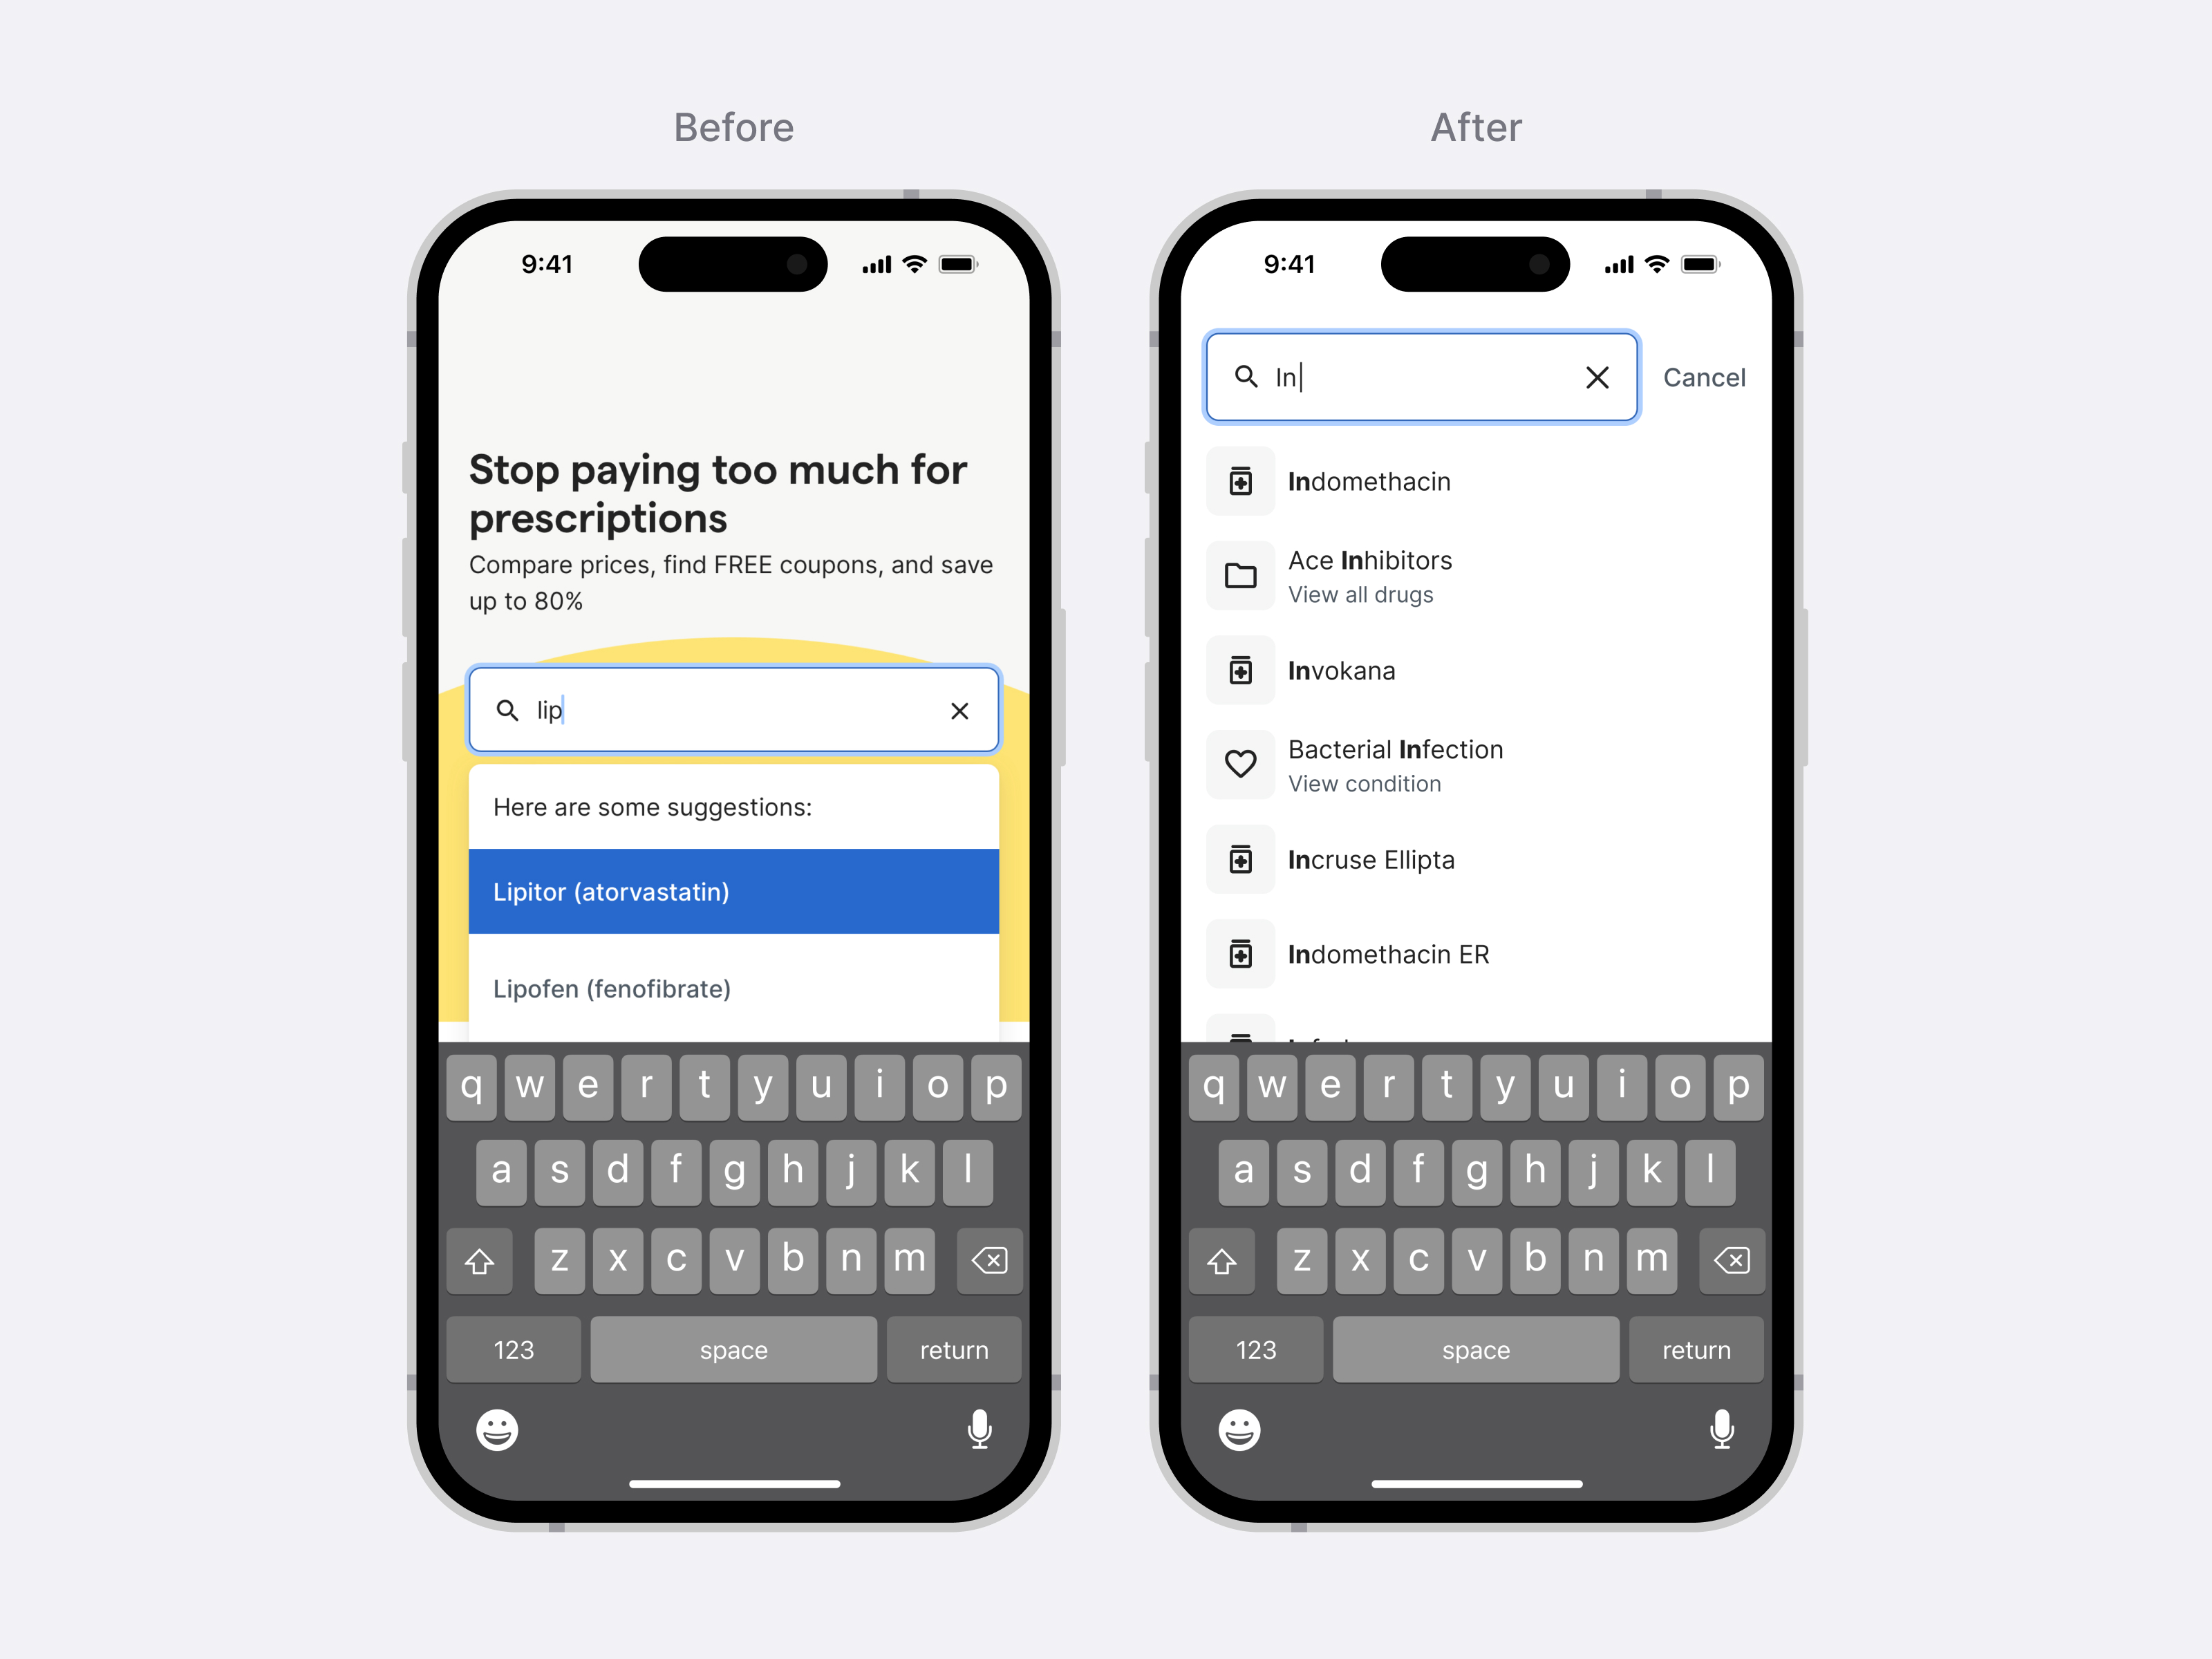 Before
9:41
Stop paying too much for
prescriptions
Compare prices, find FREE coupons, and save
up to 80%
lip
Here are some suggestions:
Lipitor (atorvastatin)
Lipofen (fenofibrate)
q w e r t y u i o p
a s d f g h j k l
z x c v b n m
123 space return
After
9:41
In Cancel
Indomethacin
Ace Inhibitors
View all drugs
Invokana
Bacterial Infection
View condition
Incruse Ellipta
Indomethacin ER
q w e r t y u i o p
a s d f g h j k l
z x c v b n m
123 space return